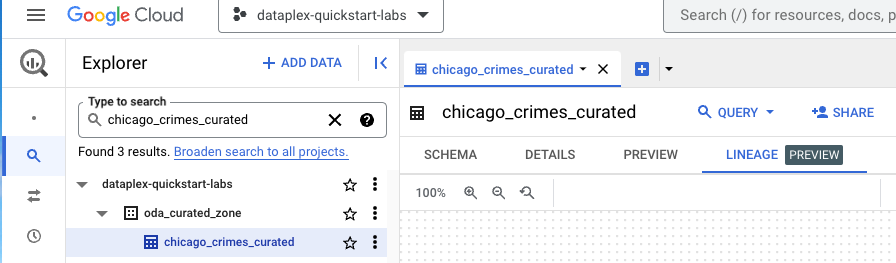 Google Cloud
dataplex-quickstart-labs
Search (/) for resources, docs, p
Explorer
+ ADD DATA
Type to search
chicago_crimes_curated
Found 3 results. Broaden search to all projects.
dataplex-quickstart-labs
oda_curated_zone
chicago_crimes_curated
chicago_crimes_curated
chicago_crimes_curated
QUERY
SHARE
SCHEMA
DETAILS
PREVIEW
LINEAGE PREVIEW
100%